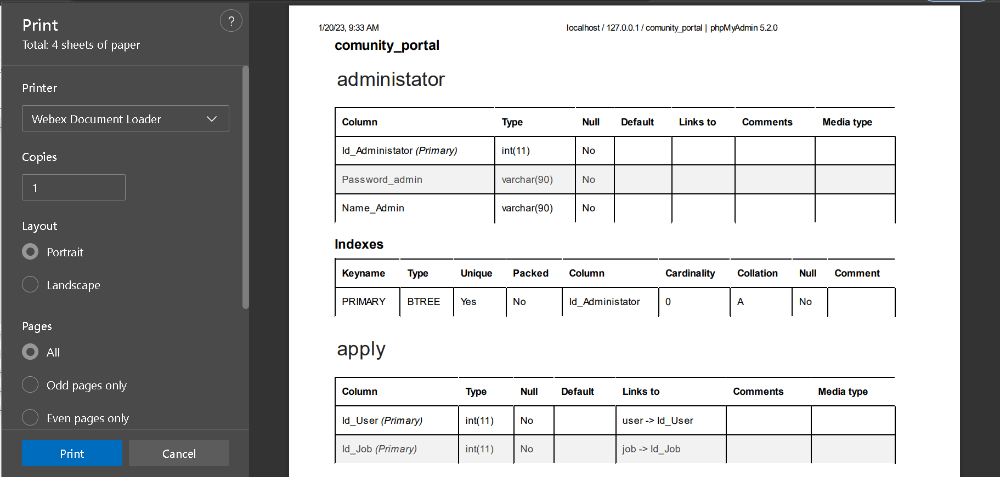 Print
Total: 4 sheets of paper
?
Printer
Webex Document Loader
Copies
1
Layout
Portrait
Landscape
Pages
All
Odd pages only
Even pages only
Print Cancel
1/20/23, 9:33 AM localhost / 127.0.0.1 / comunity_portal | phpMyAdmin 5.2.0
comunity_portal
administator
Column Type Null Default Links to Comments Media type
Id_Administator (Primary) int(11) No
Password_admin varchar(90) No
Name_Admin varchar(90) No
Indexes
Keyname Type Unique Packed Column Cardinality Collation Null Comment
PRIMARY BTREE Yes No Id_Administator 0 A No
apply
Column Type Null Default Links to Comments Media type
Id_User (Primary) int(11) No user -> Id_User
Id_Job (Primary) int(11) No job -> Id_Job